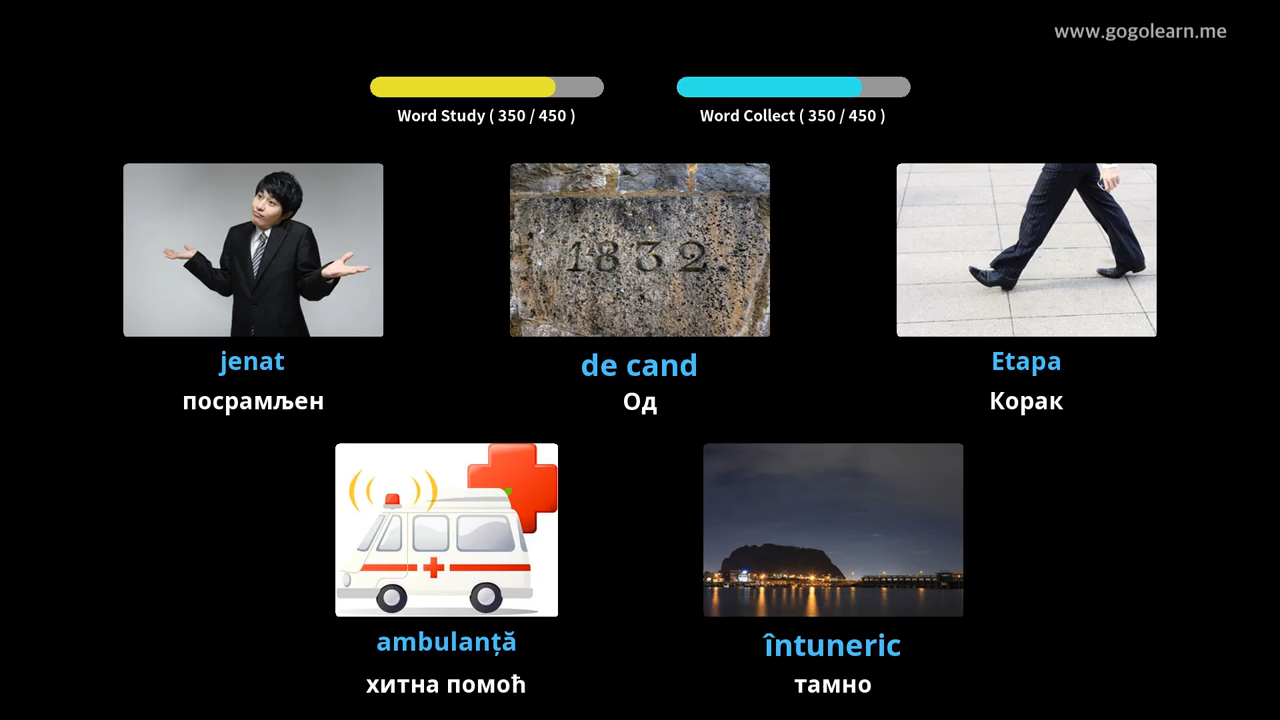 www.gogolearn.me
Word Study ( 350 / 450 )
Word Collect ( 350 / 450 )
1832.
jenat
de cand
Etapa
посрамљен
Од
Корак
ambulanță
întuneric
хитна помоћ
тамно